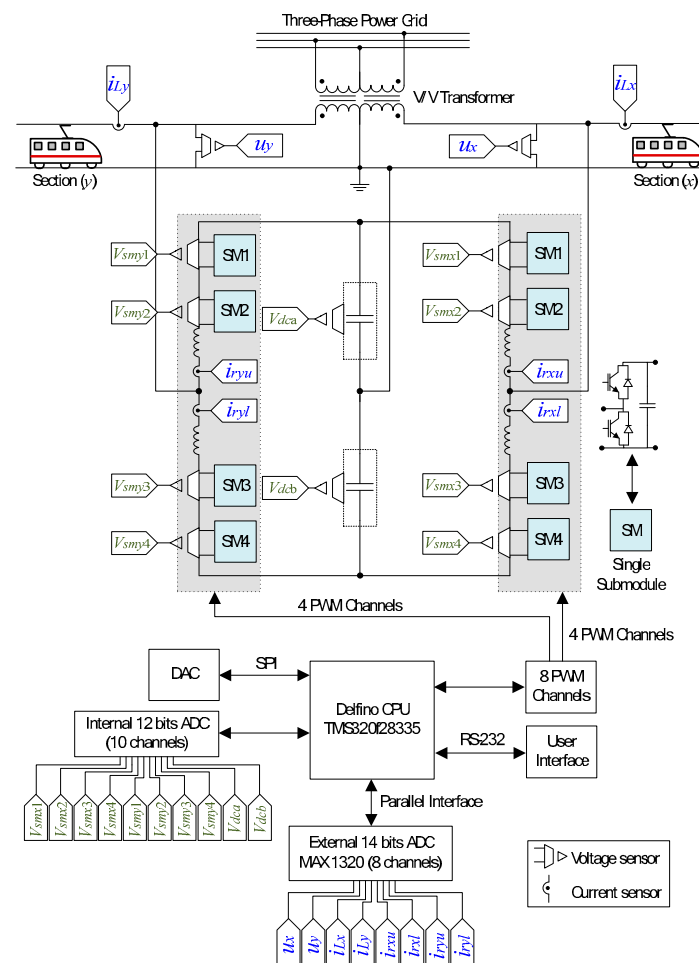 Three-Phase Power Grid
iLy
iLx
V/V Transformer
uy
ux
Section (y)
Section (x)
Vsmy1
SM1
Vsmx1
SM1
Vsmy2
SM2
Vdca
Vsmx2
SM2
iryu
irxu
iryl
irxl
Vsmy3
SM3
Vdcb
Vsmx3
SM3
Vsmy4
SM4
Vsmx4
SM4
SM
Single
Submodule
4 PWM Channels
4 PWM Channels
DAC
SPI
Delfino CPU
TMS320f28335
8 PWM
Channels
Internal 12 bits ADC
(10 channels)
RS-232
User
Interface
Vsmx1
Vsmx2
Vsmx3
Vsmx4
Vsmy1
Vsmy2
Vsmy3
Vsmy4
Vdca
Vdcb
Parallel Interface
External 14 bits ADC
MAX1320 (8 channels)
Voltage sensor
Current sensor
ux
uy
iLx
iLy
irxu
irxl
iryu
iryl